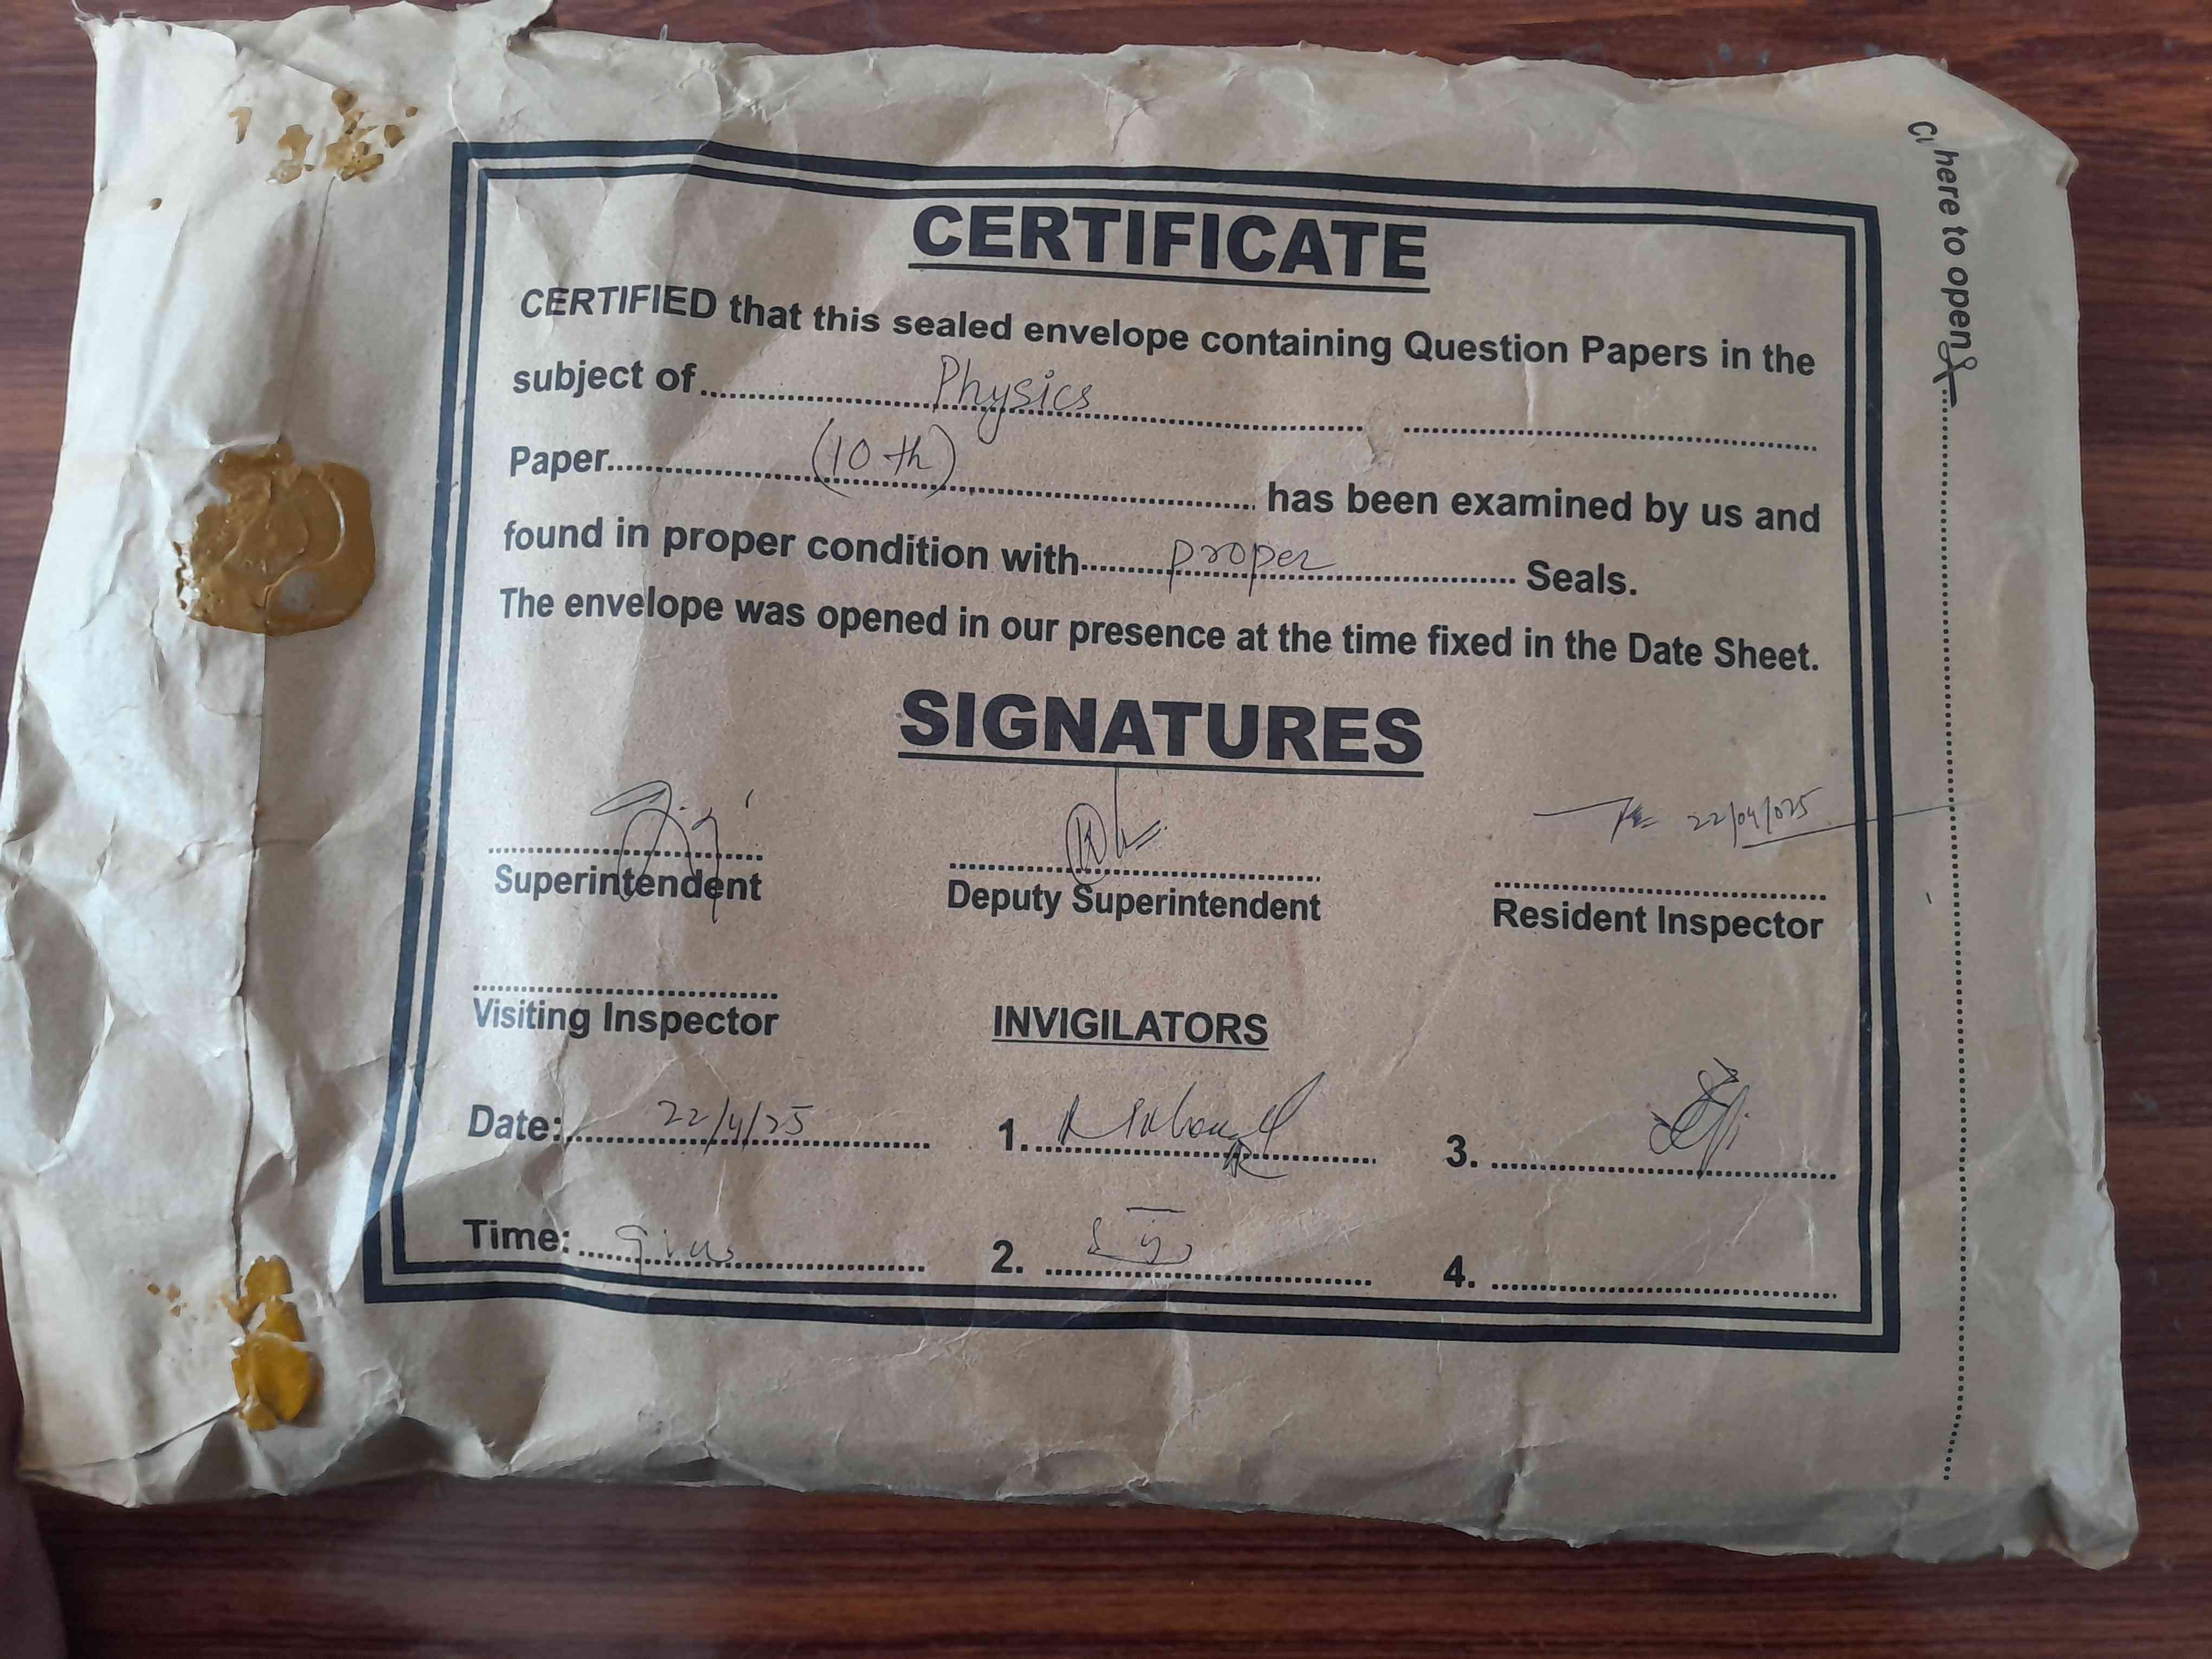 CERTIFICATE
CERTIFIED that this sealed envelope containing Question Papers in the
subject of Physics
Paper (10 th) has been examined by us and
found in proper condition with proper Seals.
The envelope was opened in our presence at the time fixed in the Date Sheet.
SIGNATURES
22/04/025
Superintendent Deputy Superintendent Resident Inspector
Visiting Inspector INVIGILATORS
Date: 22/4/25 1. 3.
Time: 2. 4.
here to open